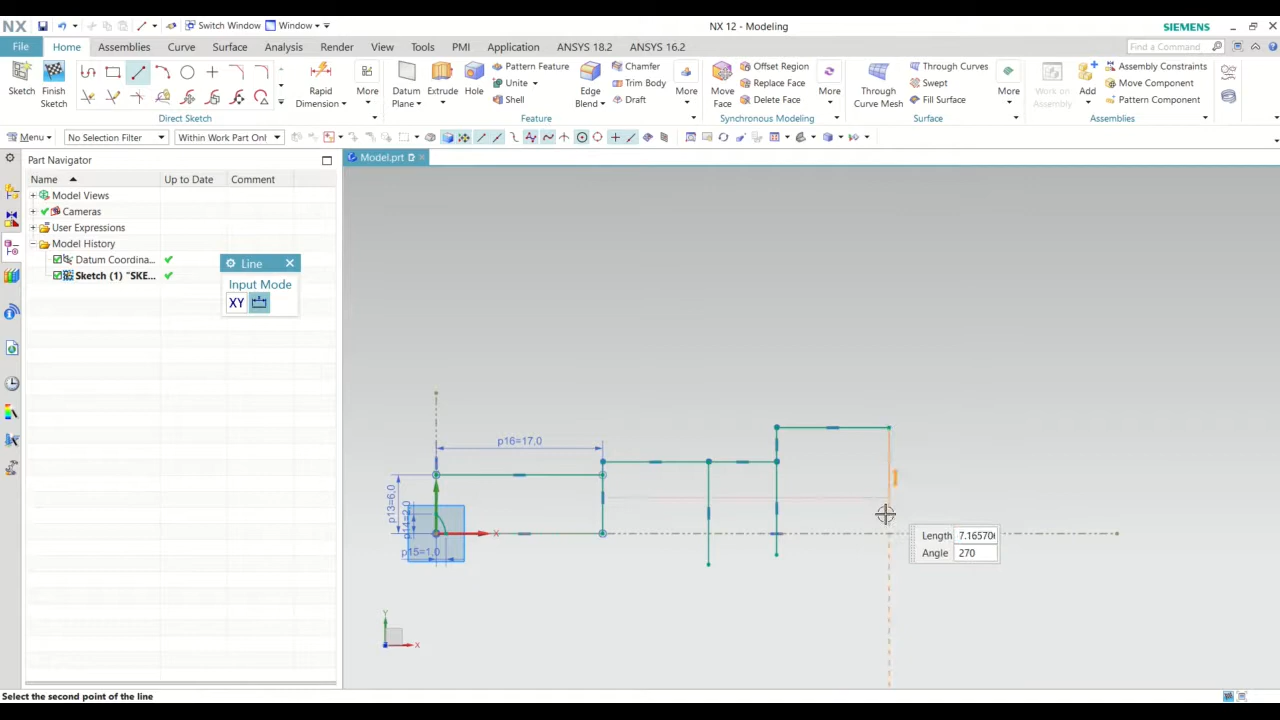 NX
Switch Window
Window
NX 12 - Modeling
SIEMENS
File
Home
Assemblies
Curve
Surface
Analysis
Render
View
Tools
PMI
Application
ANSYS 18.2
ANSYS 16.2
Find a Command
Sketch
Finish
Sketch
Rapid
Dimension
More
Direct Sketch
Datum
Plane
Extrude
Hole
Pattern Feature
Unite
Shell
Edge
Blend
Chamfer
Trim Body
Draft
More
Feature
Move
Face
Offset Region
Replace Face
Delete Face
More
Synchronous Modeling
Through
Curve Mesh
Through Curves
Swept
Fill Surface
More
Surface
Work on
Assembly
Add
Assembly Constraints
Move Component
Pattern Component
Assemblies
Menu
No Selection Filter
Within Work Part Onl
Part Navigator
Model.prt
Name
Up to Date
Comment
Model Views
Cameras
User Expressions
Model History
Datum Coordina...
Sketch (1) "SKE...
Line
Input Mode
XY
p16=17,0
p13=6,0
p14=2,0
p15=1,0
X
Length 7.16570
Angle 270
Y
X
Select the second point of the line